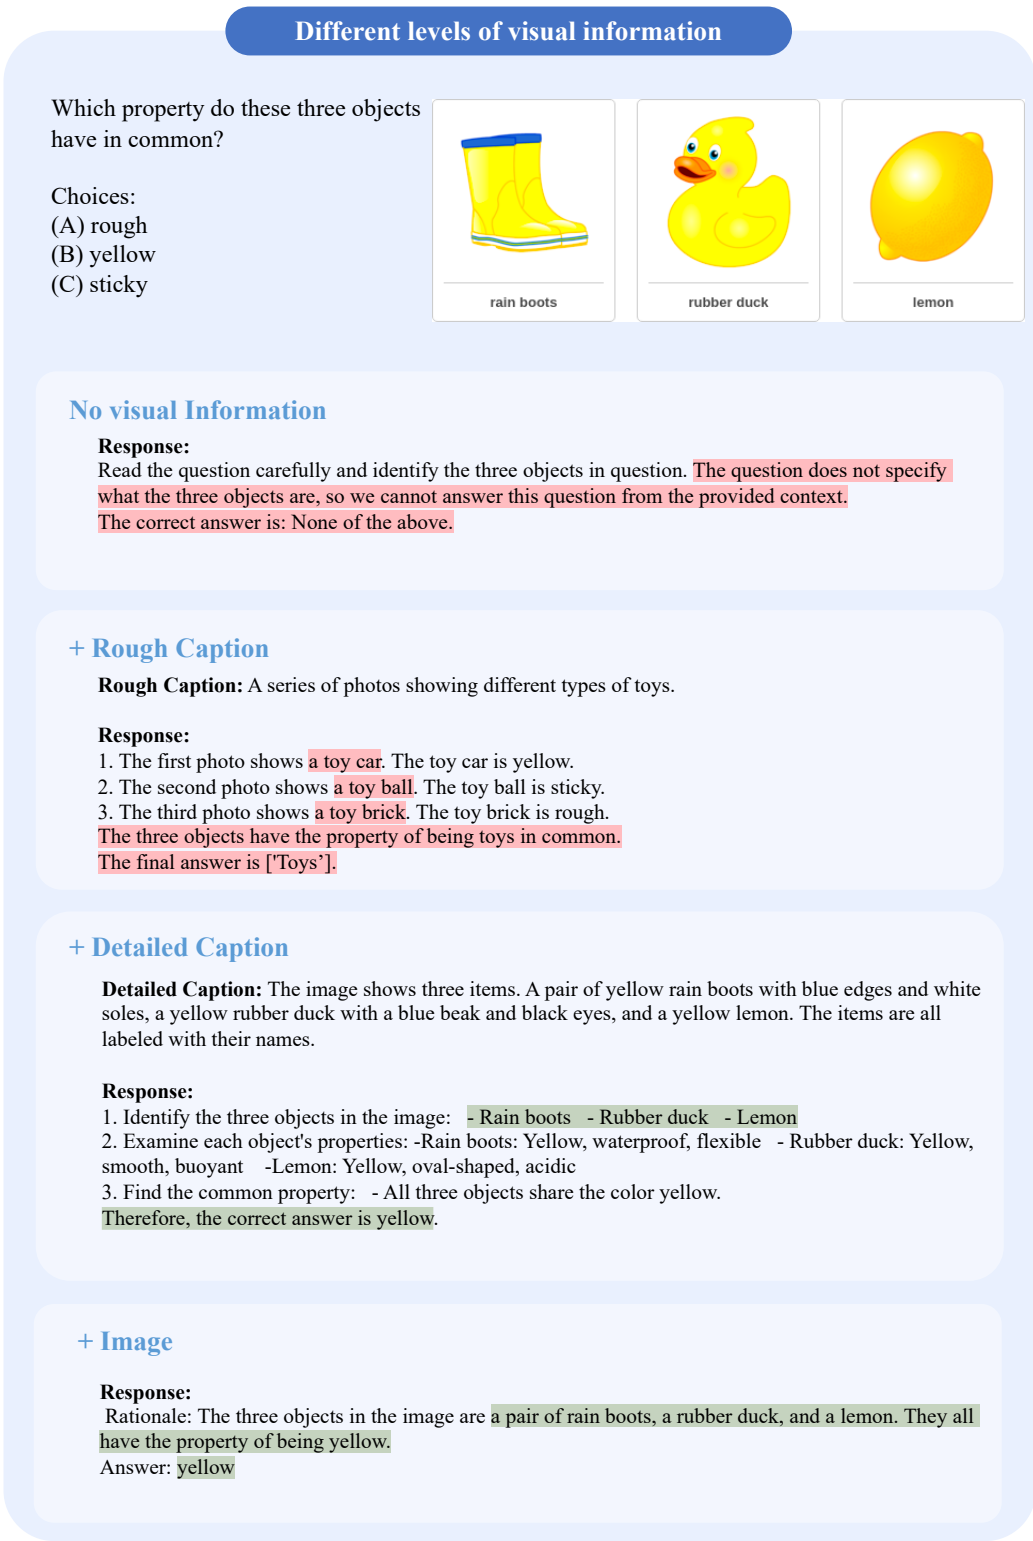 Different levels of visual information
Which property do these three objects
have in common?
Choices:
(A) rough
(B) yellow
(C) sticky
rain boots
rubber duck
lemon
No visual Information
Response:
Read the question carefully and identify the three objects in question. The question does not specify
what the three objects are, so we cannot answer this question from the provided context.
The correct answer is: None of the above.
+ Rough Caption
Rough Caption: A series of photos showing different types of toys.
Response:
1. The first photo shows a toy car. The toy car is yellow.
2. The second photo shows a toy ball. The toy ball is sticky.
3. The third photo shows a toy brick. The toy brick is rough.
The three objects have the property of being toys in common.
The final answer is ['Toys’].
+ Detailed Caption
Detailed Caption: The image shows three items. A pair of yellow rain boots with blue edges and white
soles, a yellow rubber duck with a blue beak and black eyes, and a yellow lemon. The items are all
labeled with their names.
Response:
1. Identify the three objects in the image: - Rain boots - Rubber duck - Lemon
2. Examine each object's properties: -Rain boots: Yellow, waterproof, flexible - Rubber duck: Yellow,
smooth, buoyant -Lemon: Yellow, oval-shaped, acidic
3. Find the common property: - All three objects share the color yellow.
Therefore, the correct answer is yellow.
+ Image
Response:
Rationale: The three objects in the image are a pair of rain boots, a rubber duck, and a lemon. They all
have the property of being yellow.
Answer: yellow